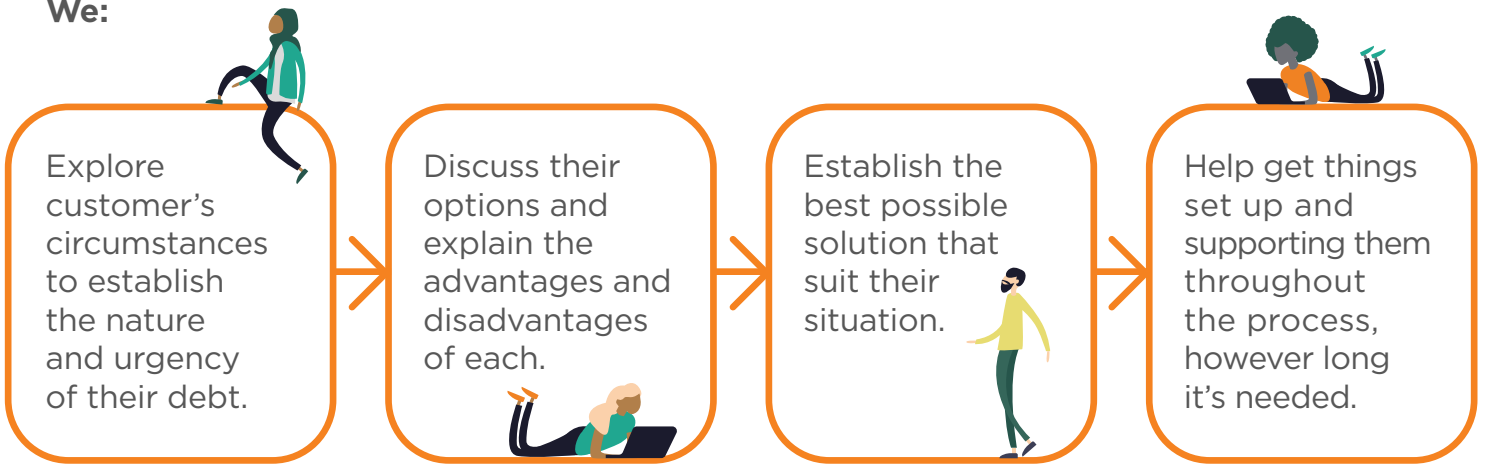 We:
Explore
customer’s
circumstances
to establish
the nature
and urgency
of their debt.
Discuss their
options and
explain the
advantages and
disadvantages
of each.
Establish the
best possible
solution that
suit their
situation.
Help get things
set up and
supporting them
throughout
the process,
however long
it’s needed.